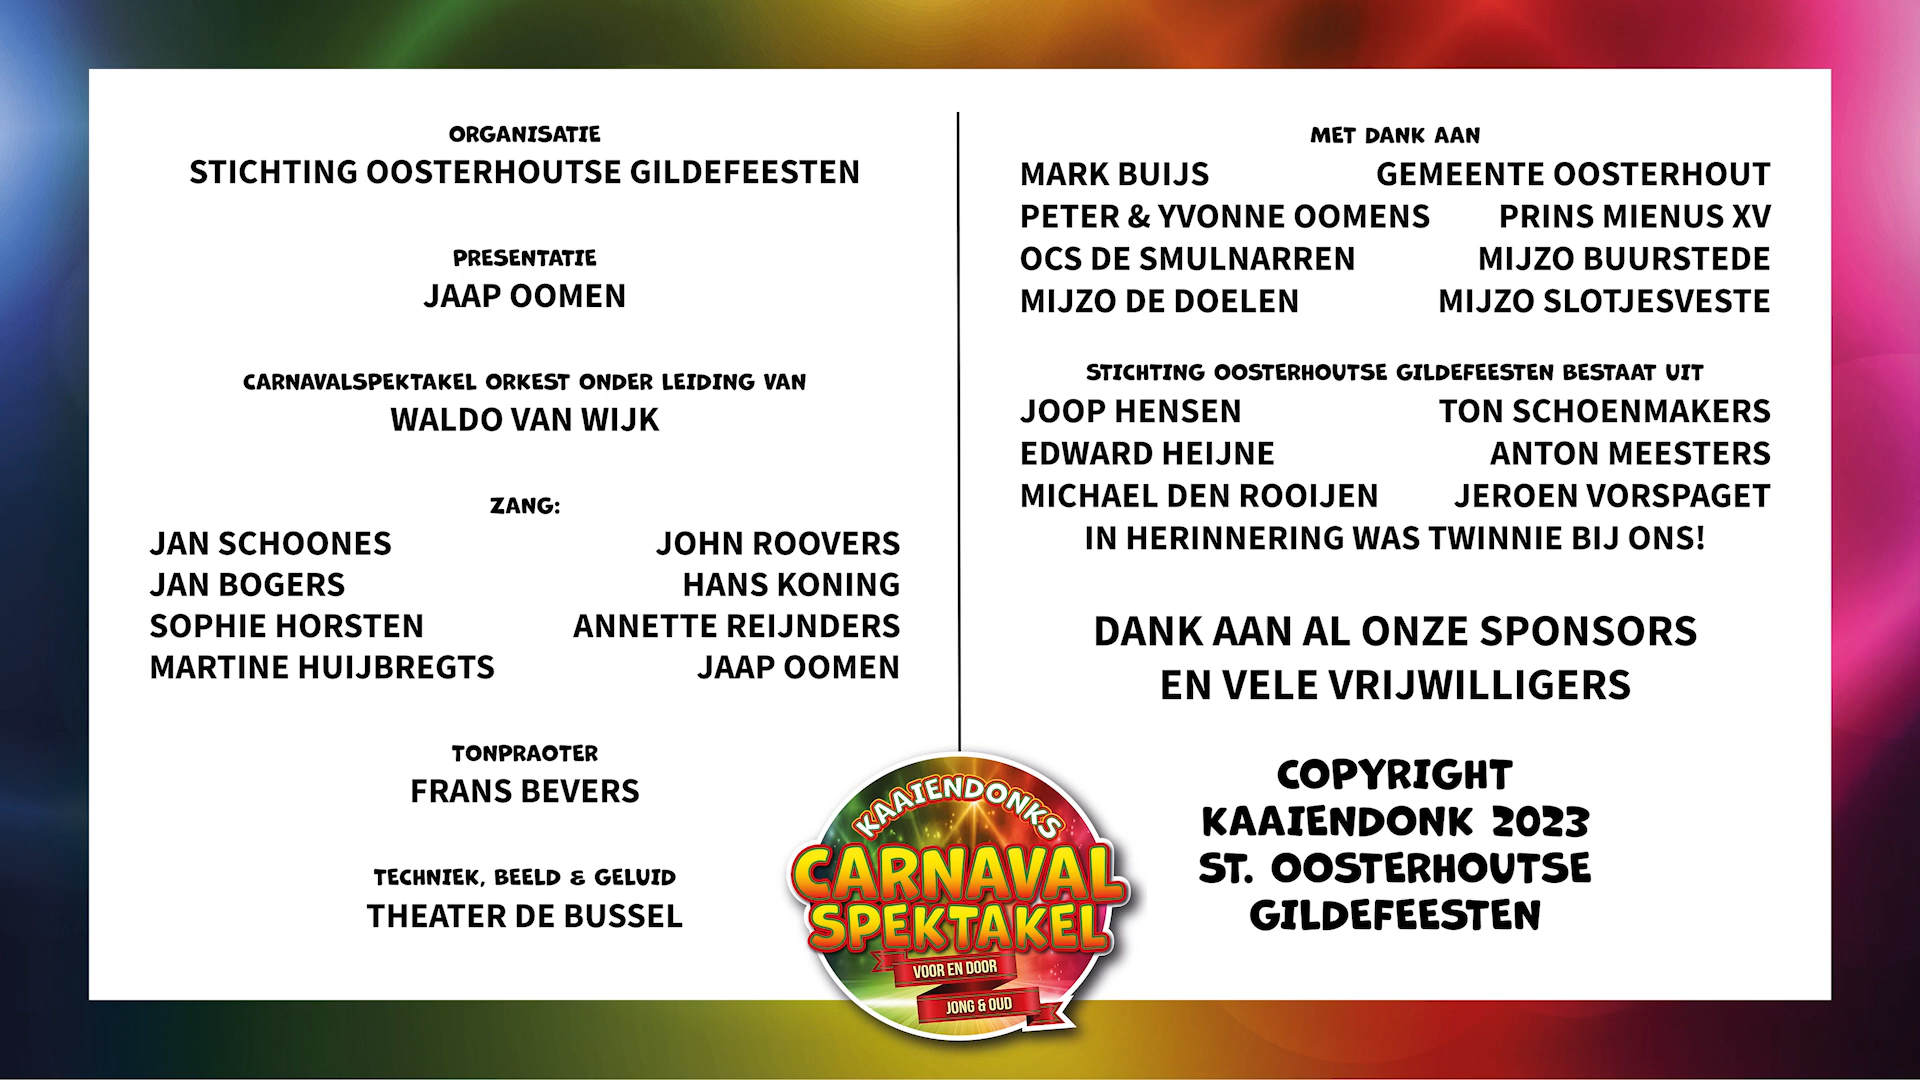 ORGANISATIE
STICHTING OOSTERHOUTSE GILDEFEESTEN
PRESENTATIE
JAAP OOMEN
CARNAVALSPEKTAKEL ORKEST ONDER LEIDING VAN
WALDO VAN WIJK
ZANG:
JAN SCHOONES JOHN ROOVERS
JAN BOGERS HANS KONING
SOPHIE HORSTEN ANNETTE REIJNDERS
MARTINE HUIJBREGTS JAAP OOMEN
TONPRAOTER
FRANS BEVERS
TECHNIEK, BEELD & GELUID
THEATER DE BUSSEL
MET DANK AAN
MARK BUIJS GEMEENTE OOSTERHOUT
PETER & YVONNE OOMENS PRINS MIENUS XV
OCS DE SMULNARREN MIJZO BUURSTEDE
MIJZO DE DOELEN MIJZO SLOTJESVESTE
STICHTING OOSTERHOUTSE GILDEFEESTEN BESTAAT UIT
JOOP HENSEN TON SCHOENMAKERS
EDWARD HEIJNE ANTON MEESTERS
MICHAEL DEN ROOIJEN JEROEN VORSPAGET
IN HERINNERING WAS TWINNIE BIJ ONS!
DANK AAN AL ONZE SPONSORS
EN VELE VRIJWILLIGERS
COPYRIGHT
KAAIENDONK 2023
ST. OOSTERHOUTSE
GILDEFEESTEN
KAAIENDONKS
CARNAVAL
SPEKTAKEL
VOOR EN DOOR
JONG & OUD